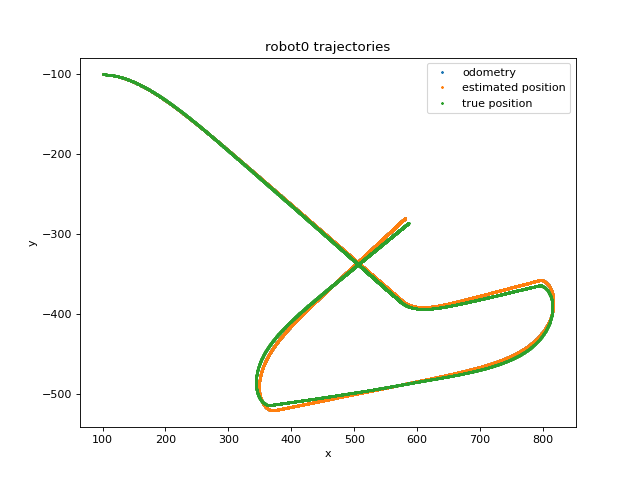 robot0 trajectories
odometry
estimated position
true position
y
−100
−200
−300
−400
−500
100 200 300 400 500 600 700 800
x